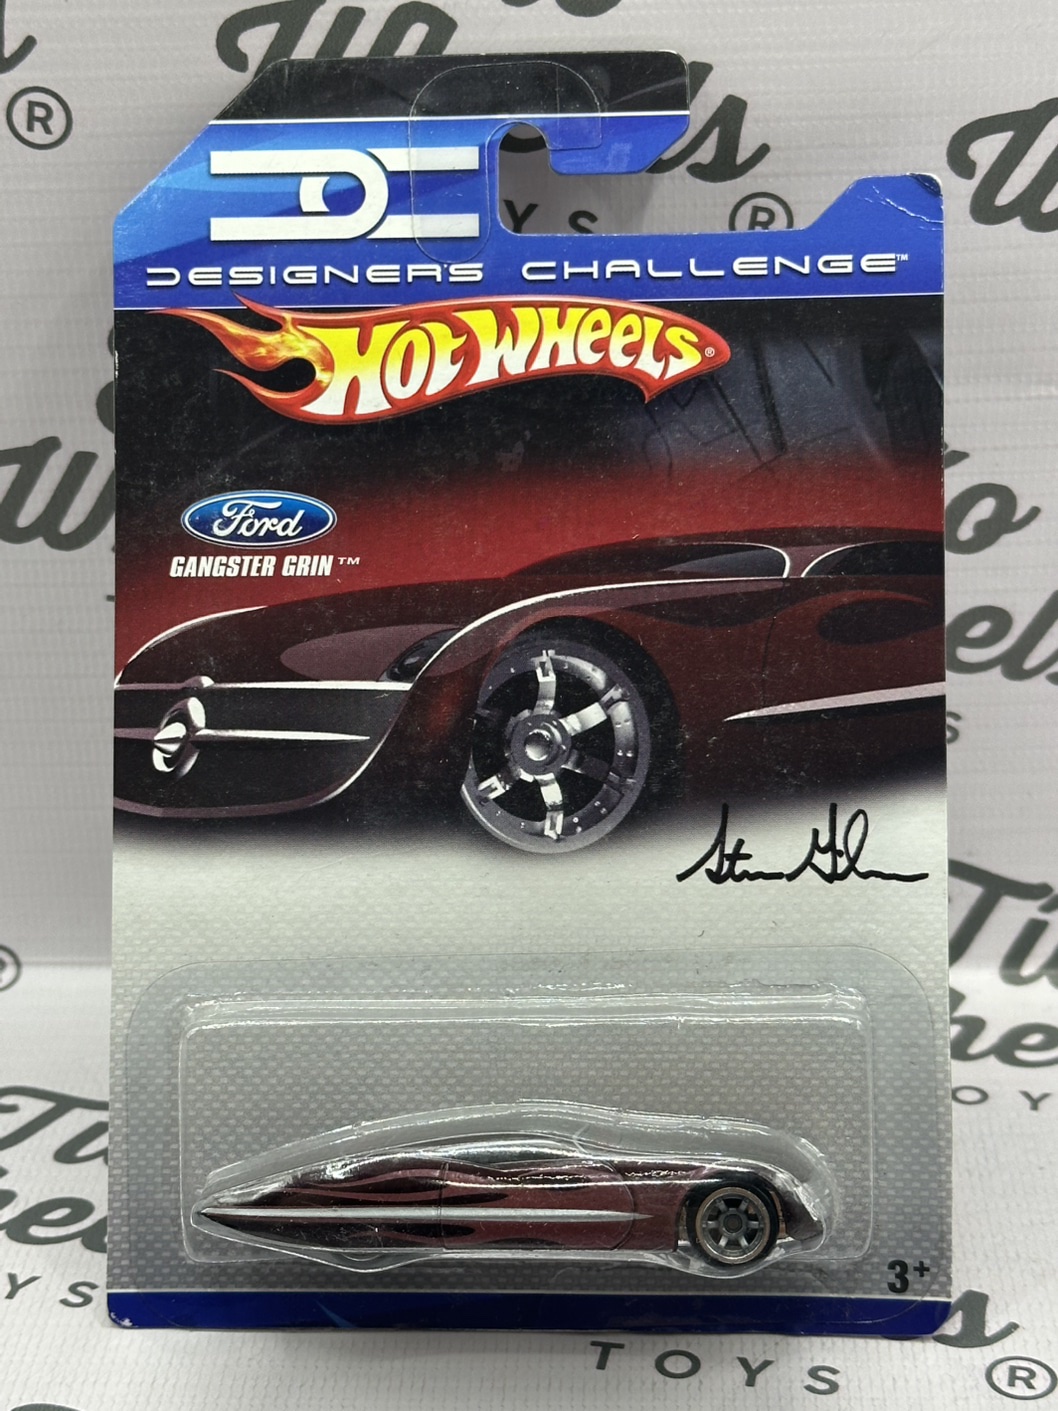 DESIGNER'S CHALLENGE™
HOT WHEELS®
Ford
GANGSTER GRIN™
3+
TOYS
®